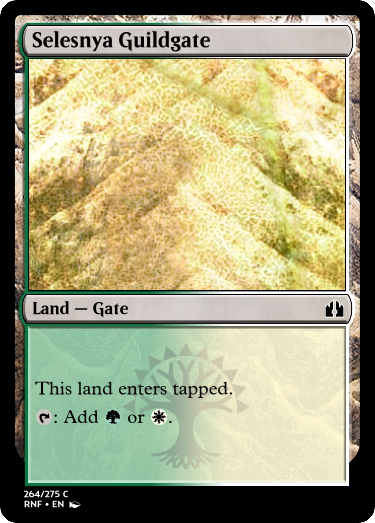 Selesnya Guildgate
Land — Gate
This land enters tapped.
: Add or .
264/275 C
RNF • EN